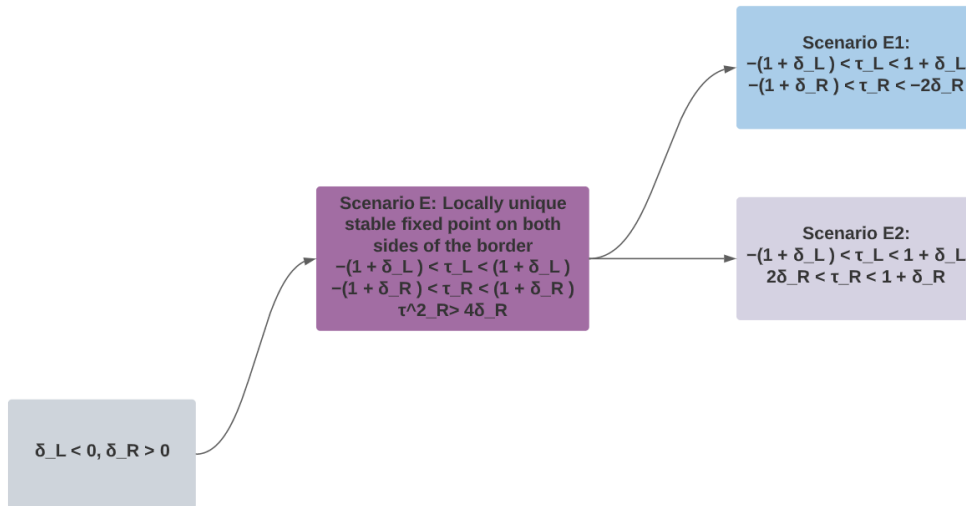 Scenario E1:
−(1 + δ_L ) < τ_L < 1 + δ_L
−(1 + δ_R ) < τ_R < −2δ_R
Scenario E: Locally unique
stable fixed point on both
sides of the border
−(1 + δ_L ) < τ_L < (1 + δ_L )
−(1 + δ_R ) < τ_R < (1 + δ_R )
τ^2_R> 4δ_R
Scenario E2:
−(1 + δ_L ) < τ_L < 1 + δ_L
2δ_R < τ_R < 1 + δ_R
δ_L < 0, δ_R > 0